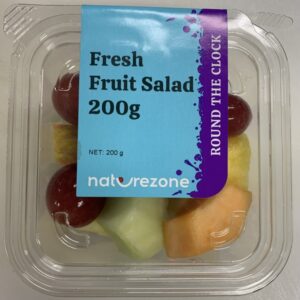 Fresh
Fruit Salad
200g
NET: 200 g
naturezone
ROUND THE CLOCK